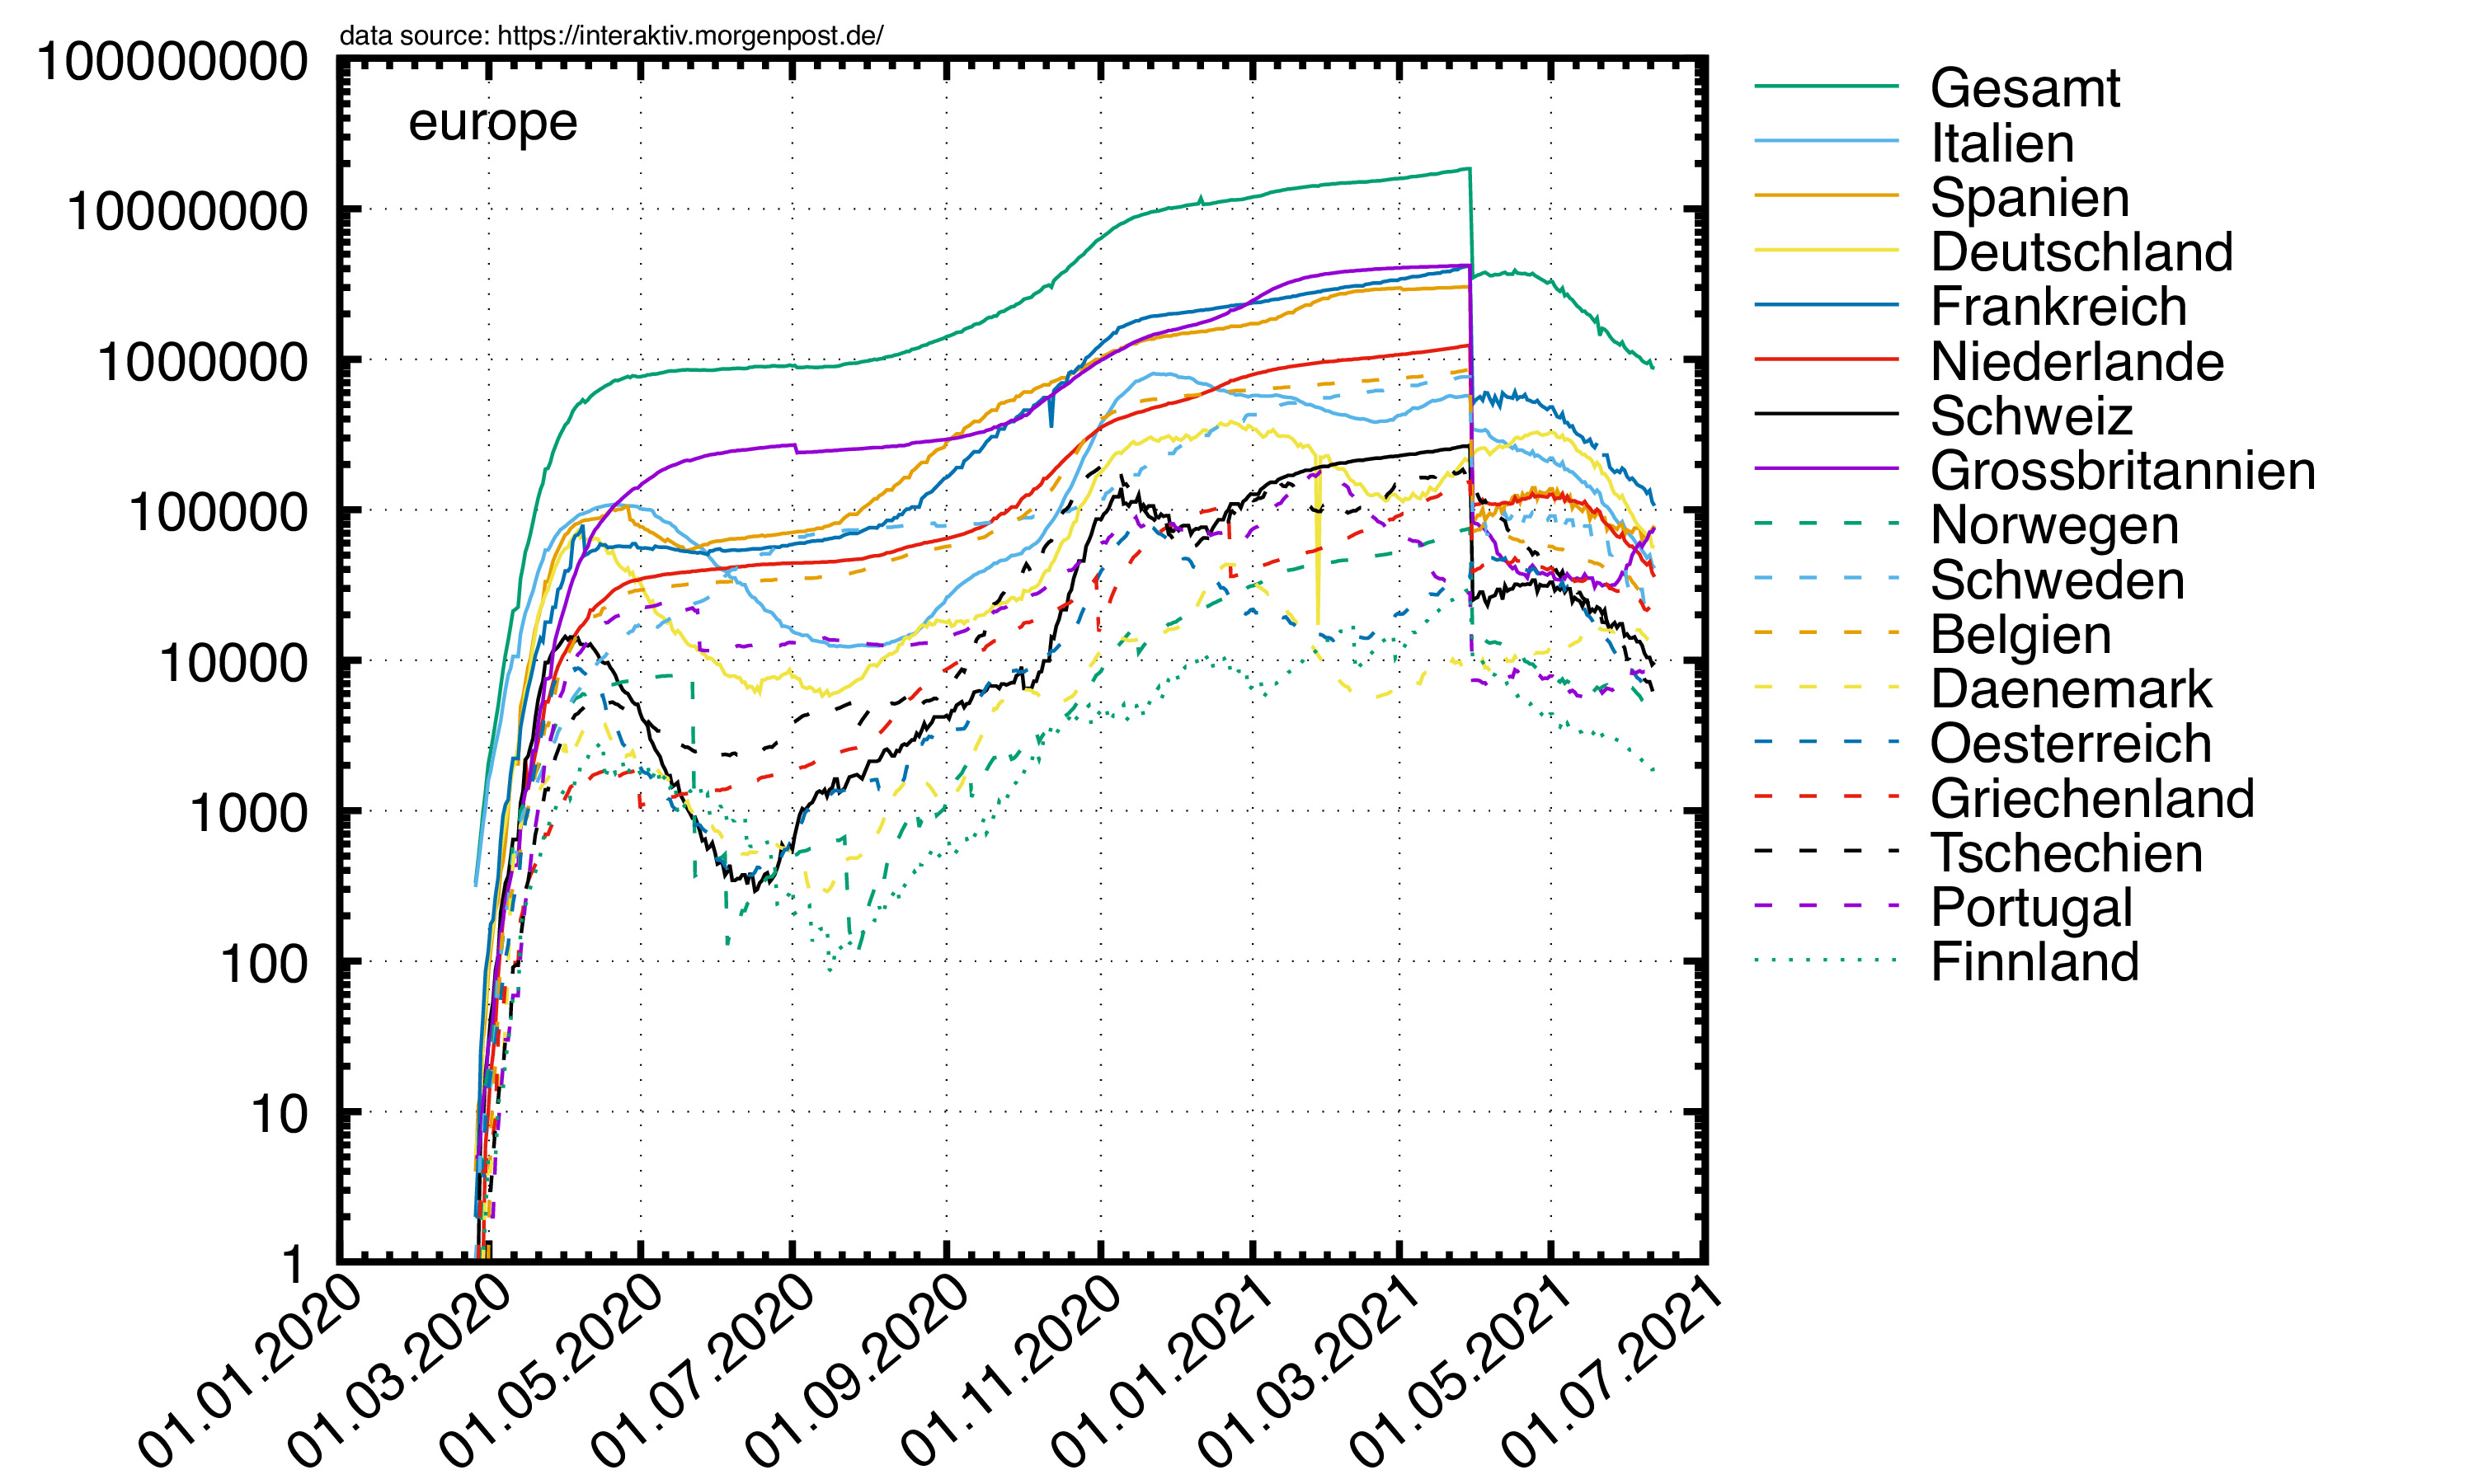 data source: https://interaktiv.morgenpost.de/
europe
100000000
10000000
1000000
100000
10000
1000
100
10
1
01.01.2020
01.03.2020
01.05.2020
01.07.2020
01.09.2020
01.11.2020
01.01.2021
01.03.2021
01.05.2021
01.07.2021
Gesamt
Italien
Spanien
Deutschland
Frankreich
Niederlande
Schweiz
Grossbritannien
Norwegen
Schweden
Belgien
Daenemark
Oesterreich
Griechenland
Tschechien
Portugal
Finnland